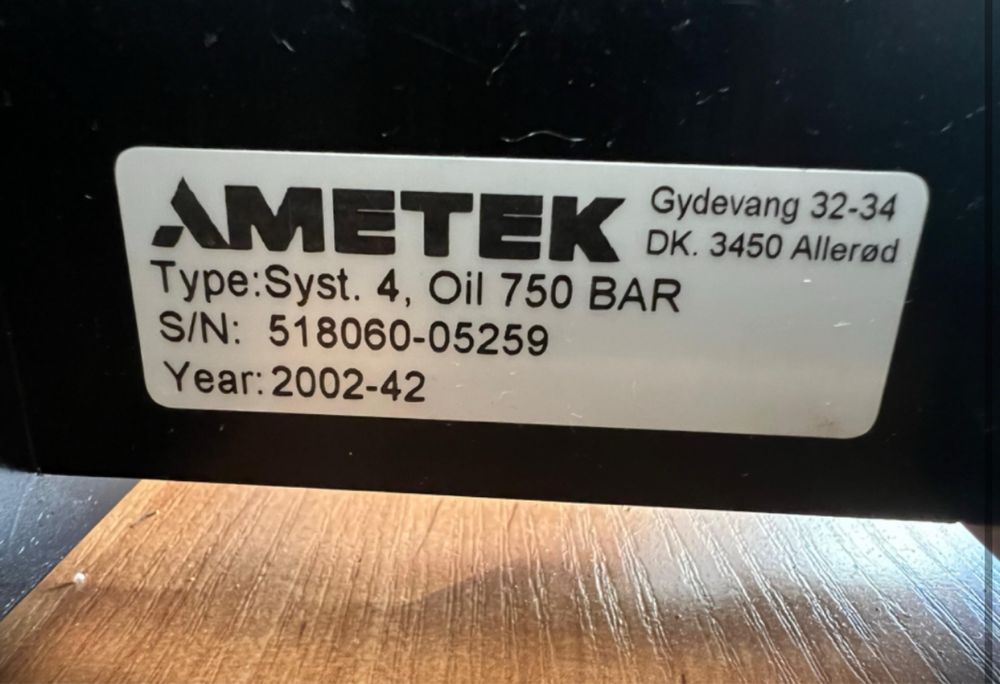 AMETEK
Gydevang 32-34
DK. 3450 Allerød
Type:Syst. 4, Oil 750 BAR
S/N: 518060-05259
Year: 2002-42